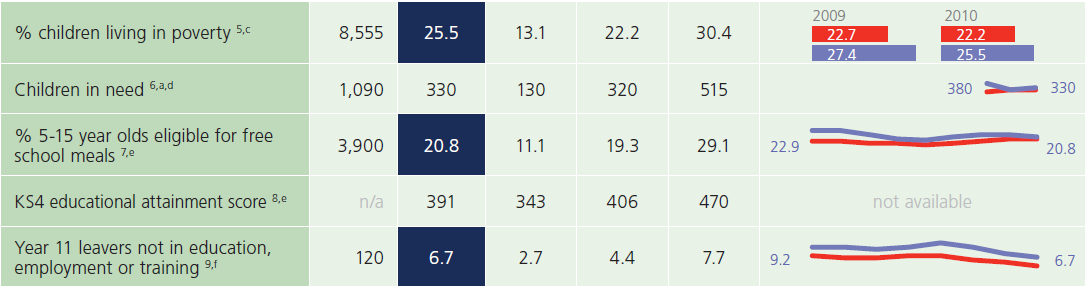 2009 2010
% children living in poverty 5,c 8,555 25.5 13.1 22.2 30.4 22.7 22.2
27.4 25.5
Children in need 6,a,d 1,090 330 130 320 515 380 330
% 5-15 year olds eligible for free
school meals 7,e 3,900 20.8 11.1 19.3 29.1 22.9 20.8
KS4 educational attainment score 8,e n/a 391 343 406 470 not available
Year 11 leavers not in education,
employment or training 9,f 120 6.7 2.7 4.4 7.7 9.2 6.7